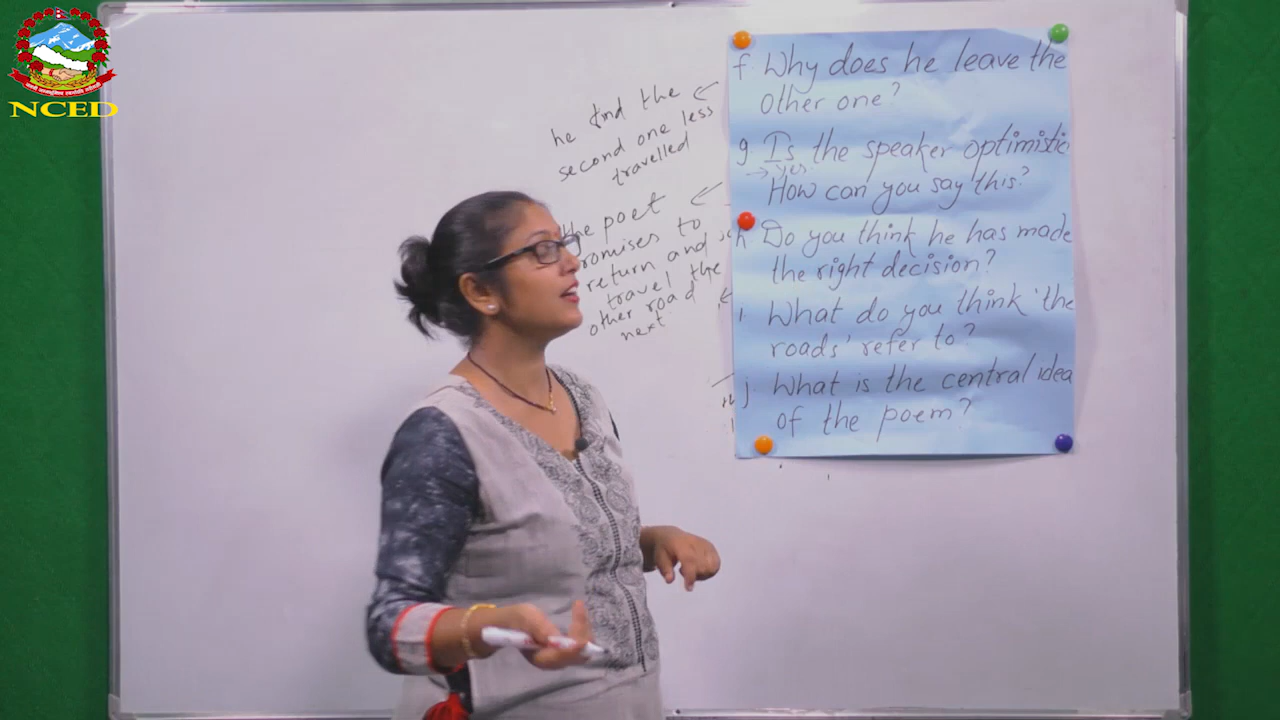 NCED
he find the
second one less
travelled
the poet
promises to
return and
travel the
other road
next
f. Why does he leave the
other one?
g Is the speaker optimistic
→ yes
How can you say this?
h. Do you think he has made
the right decision?
i. What do you think 'the
roads' refer to?
j. What is the central idea
of the poem?